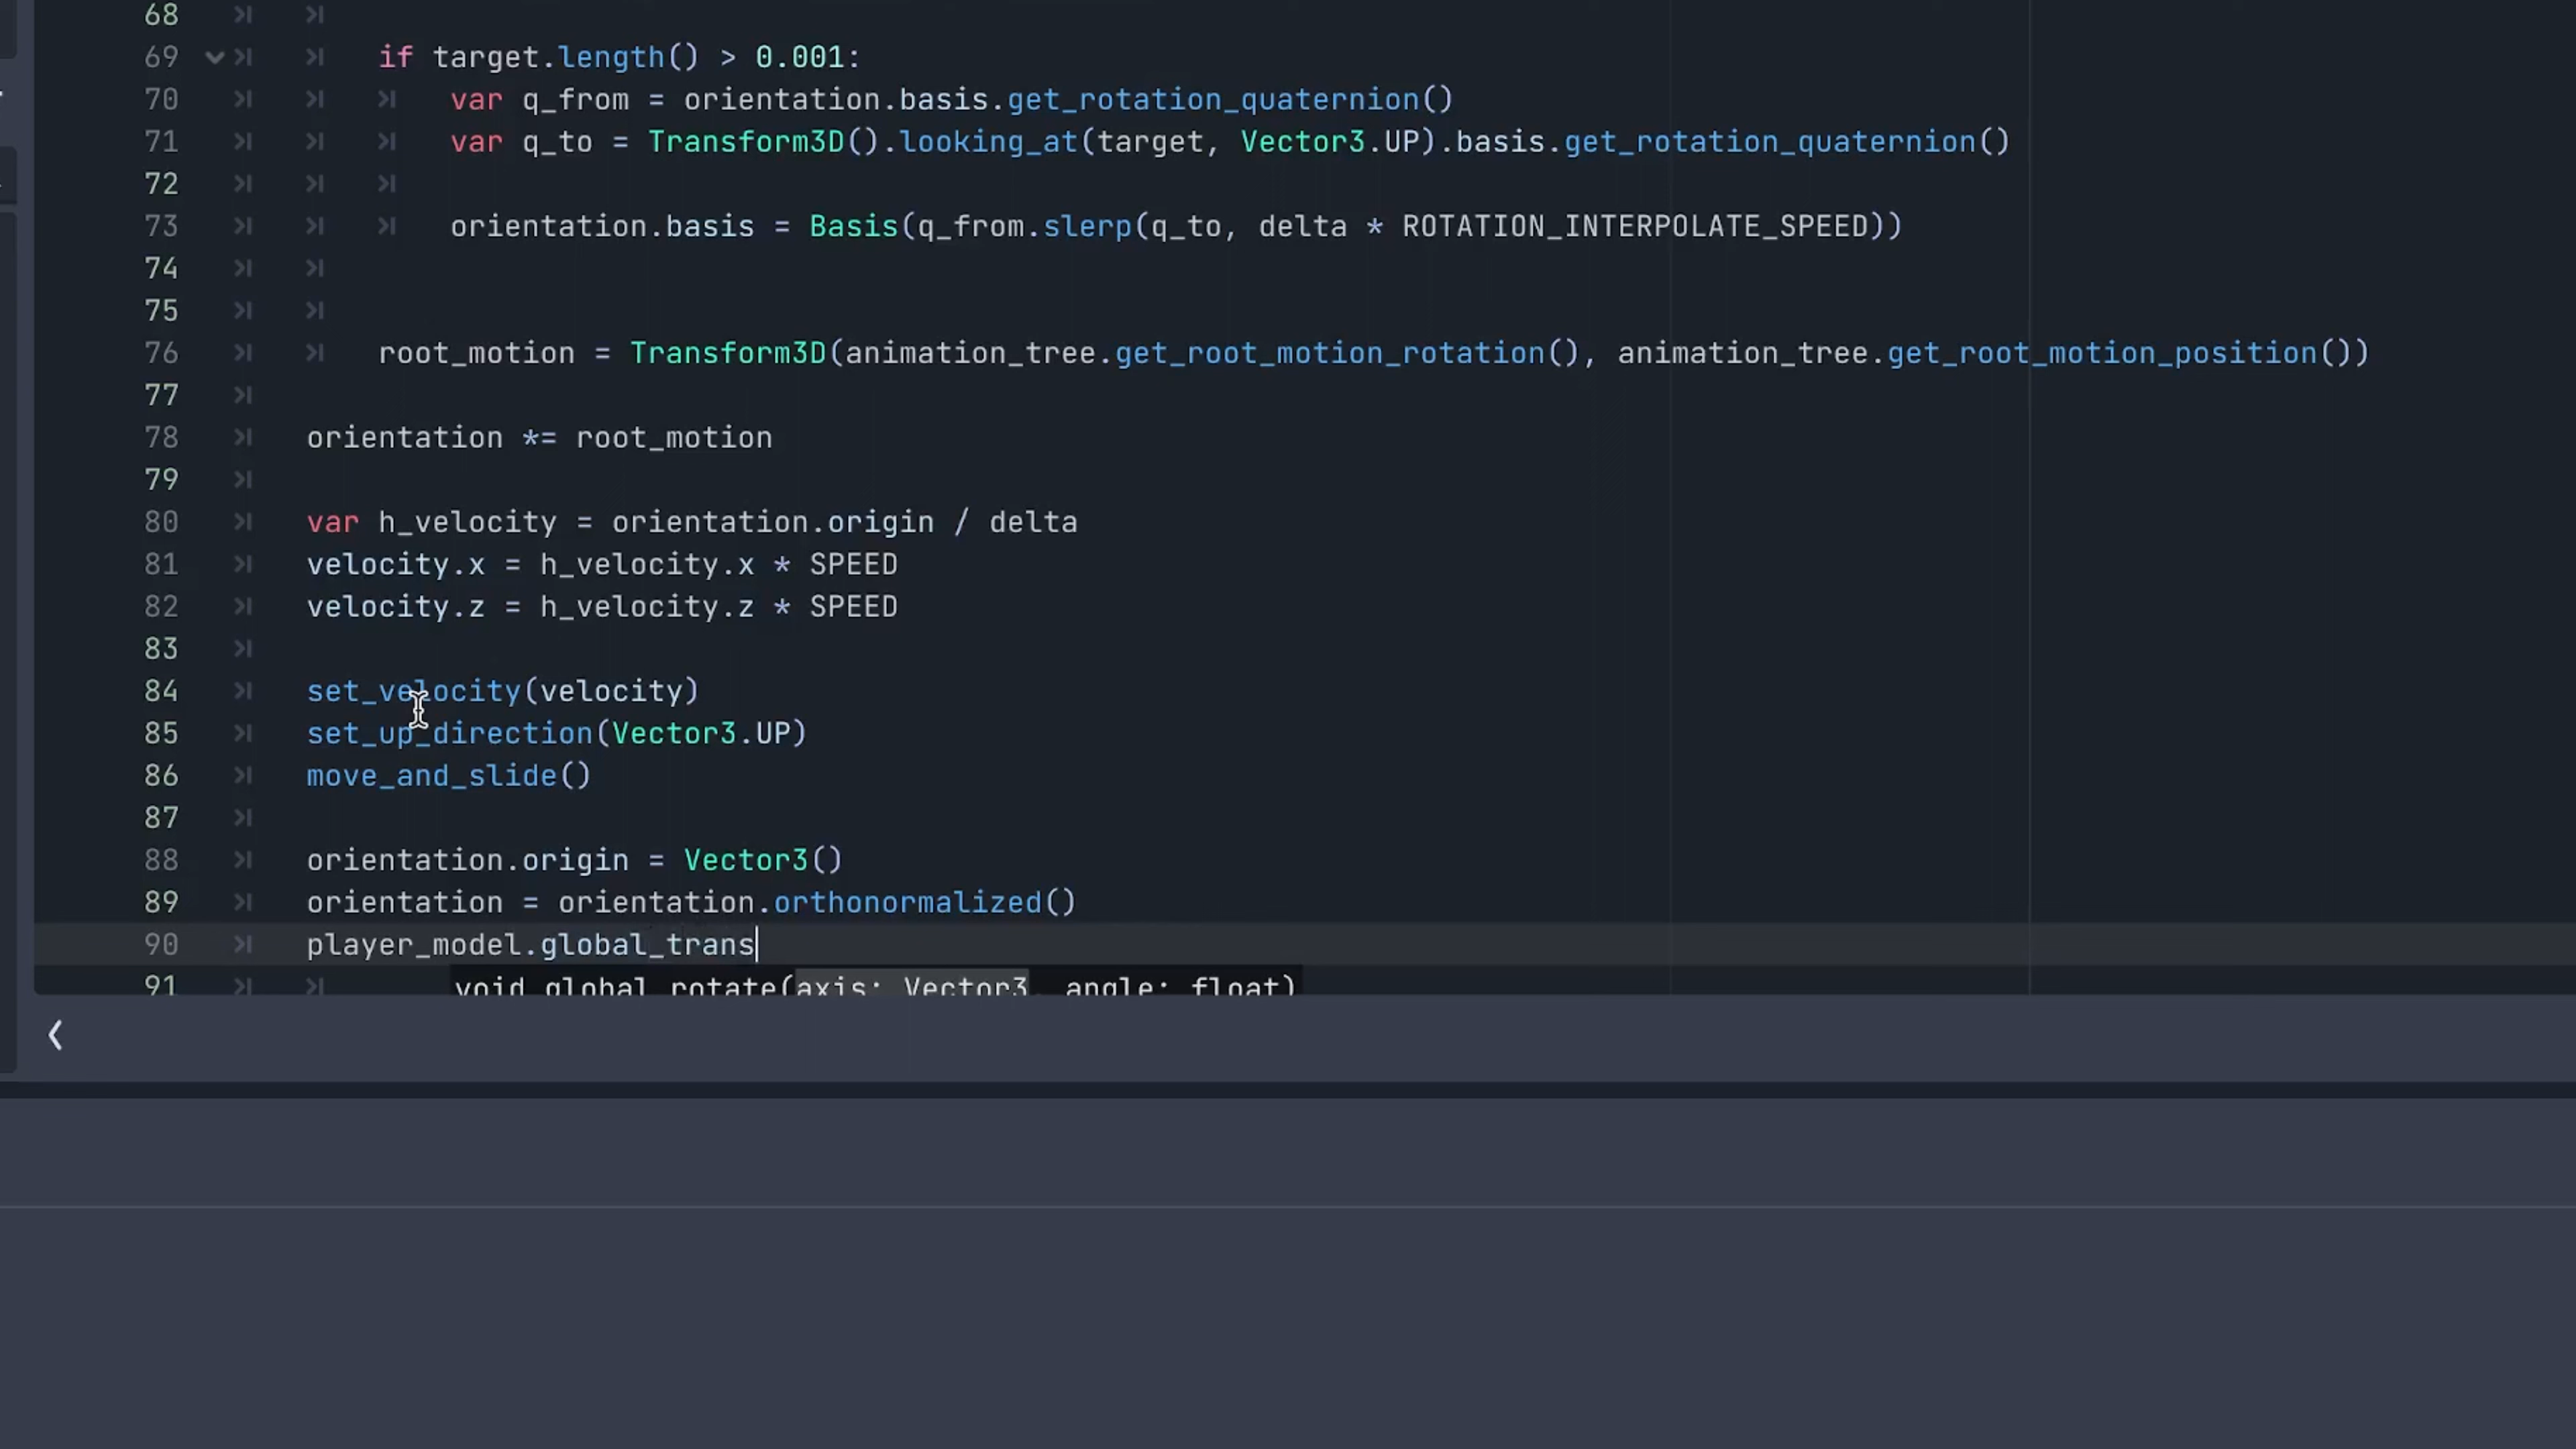 68
69 if target.length() > 0.001:
70 var q_from = orientation.basis.get_rotation_quaternion()
71 var q_to = Transform3D().looking_at(target, Vector3.UP).basis.get_rotation_quaternion()
72
73 orientation.basis = Basis(q_from.slerp(q_to, delta * ROTATION_INTERPOLATE_SPEED))
74
75
76 root_motion = Transform3D(animation_tree.get_root_motion_rotation(), animation_tree.get_root_motion_position())
77
78 orientation *= root_motion
79
80 var h_velocity = orientation.origin / delta
81 velocity.x = h_velocity.x * SPEED
82 velocity.z = h_velocity.z * SPEED
83
84 set_velocity(velocity)
85 set_up_direction(Vector3.UP)
86 move_and_slide()
87
88 orientation.origin = Vector3()
89 orientation = orientation.orthonormalized()
90 player_model.global_trans
91 void global_rotate(axis: Vector3, angle: float)